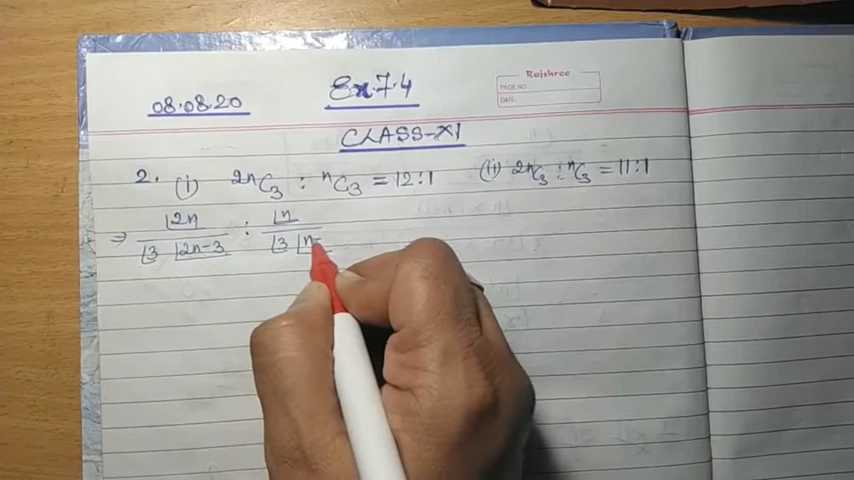 Rajshree
PAGE NO.
DATE:
08.08.20 Ex.7.4
CLASS-XI
2. (i) 2nC3 : nC3 = 12:1 (ii) 2nC3 : nC3 = 11:1
⇒ |2n / |3 |2n-3 : |n / |3 |n-